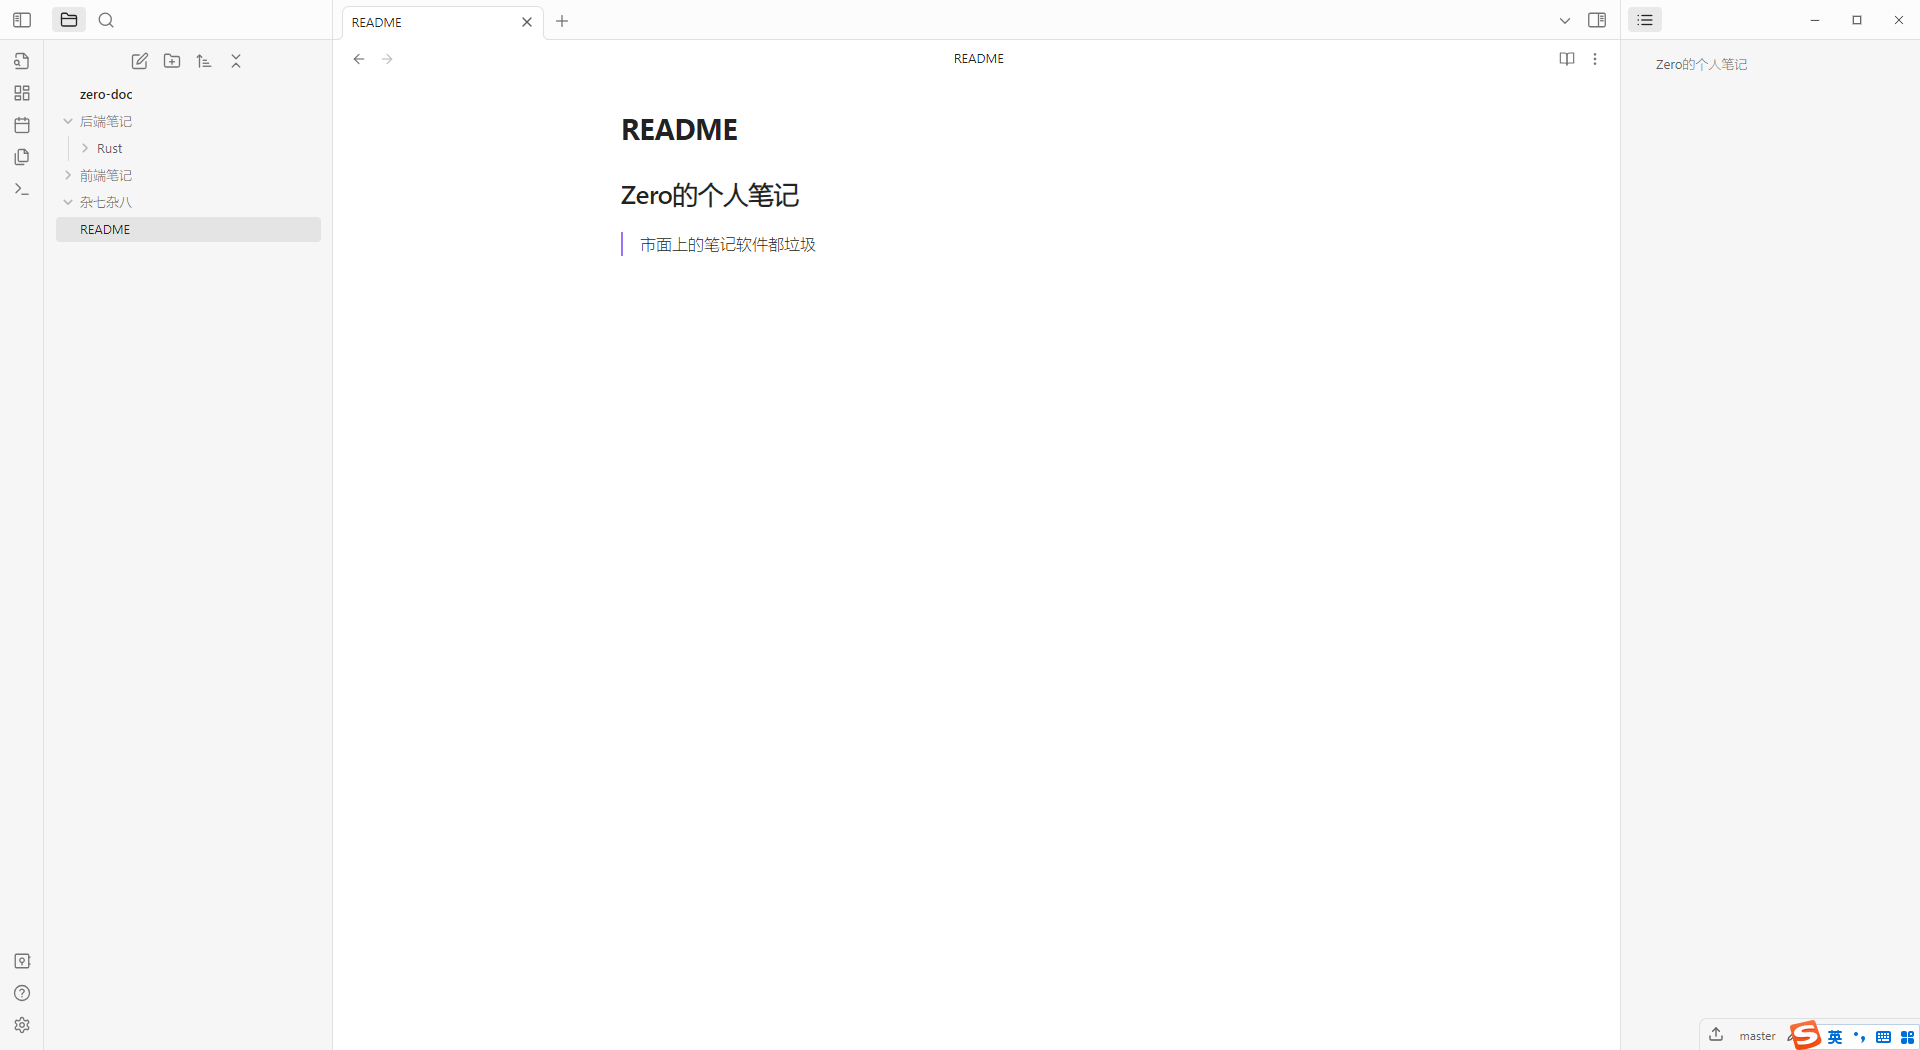 README
README
Zero的个人笔记
zero-doc
后端笔记
Rust
前端笔记
杂七杂八
README
README
Zero的个人笔记
市面上的笔记软件都垃圾
master
英